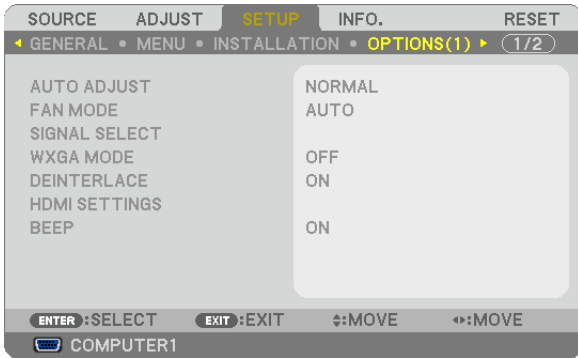 SOURCE ADJUST SETUP INFO. RESET
GENERAL • MENU • INSTALLATION • OPTIONS(1) 1/2
AUTO ADJUST NORMAL
FAN MODE AUTO
SIGNAL SELECT
WXGA MODE OFF
DEINTERLACE ON
HDMI SETTINGS
BEEP ON
ENTER :SELECT EXIT :EXIT :MOVE :MOVE
COMPUTER1